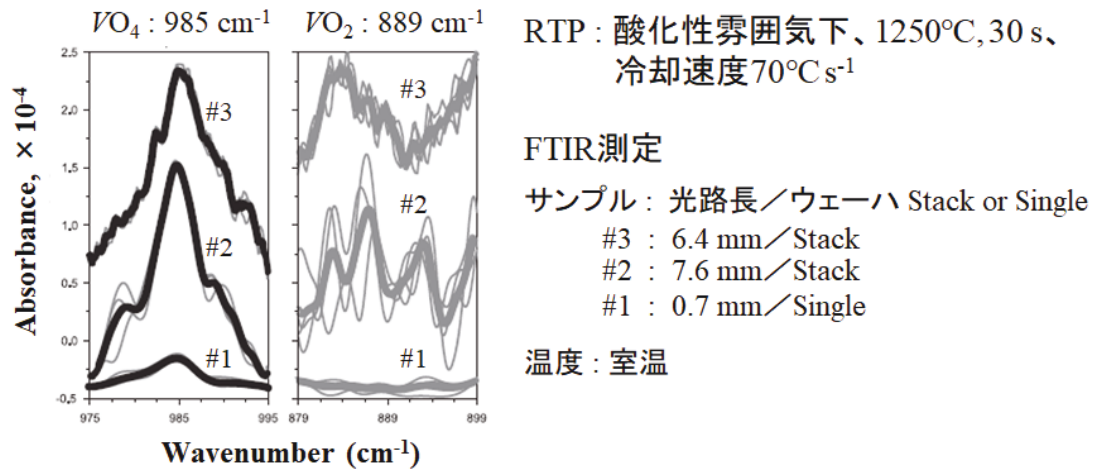 VO4 : 985 cm-1
VO2 : 889 cm-1
Absorbance, × 10-4
2.5
2.0
1.5
1.0
0.5
0.0
-0.5
#3
#2
#1
#3
#2
#1
975
985
995
879
889
899
Wavenumber (cm-1)
RTP : 酸化性雰囲気下、1250℃, 30 s、
冷却速度70℃ s-1
FTIR測定
サンプル : 光路長／ウェーハ Stack or Single
#3 : 6.4 mm／Stack
#2 : 7.6 mm／Stack
#1 : 0.7 mm／Single
温度 : 室温